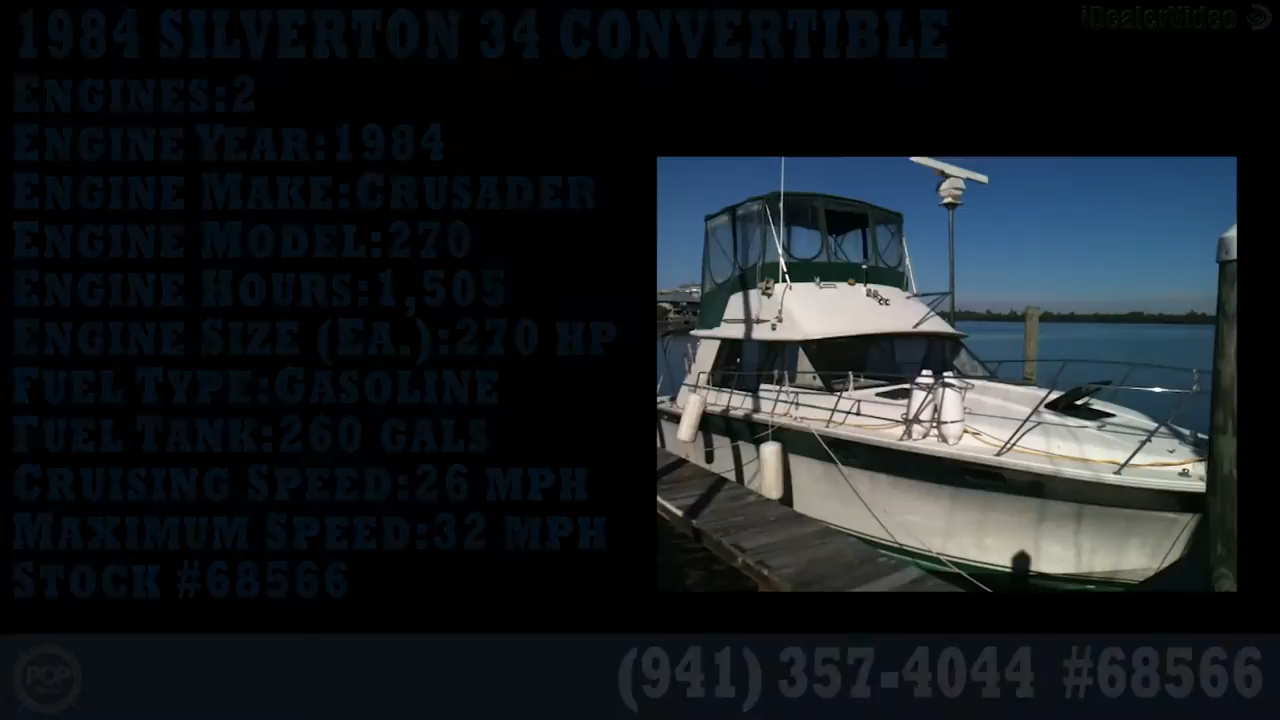 1984 SILVERTON 34 CONVERTIBLE
iDealerVideo
ENGINES:2
ENGINE YEAR:1984
ENGINE MAKE:CRUSADER
ENGINE MODEL:270
ENGINE HOURS:1,505
ENGINE SIZE (EA.):270 HP
FUEL TYPE:GASOLINE
FUEL TANK:260 GALS
CRUISING SPEED:26 MPH
MAXIMUM SPEED:32 MPH
STOCK #68566
POP
(941) 357-4044 #68566